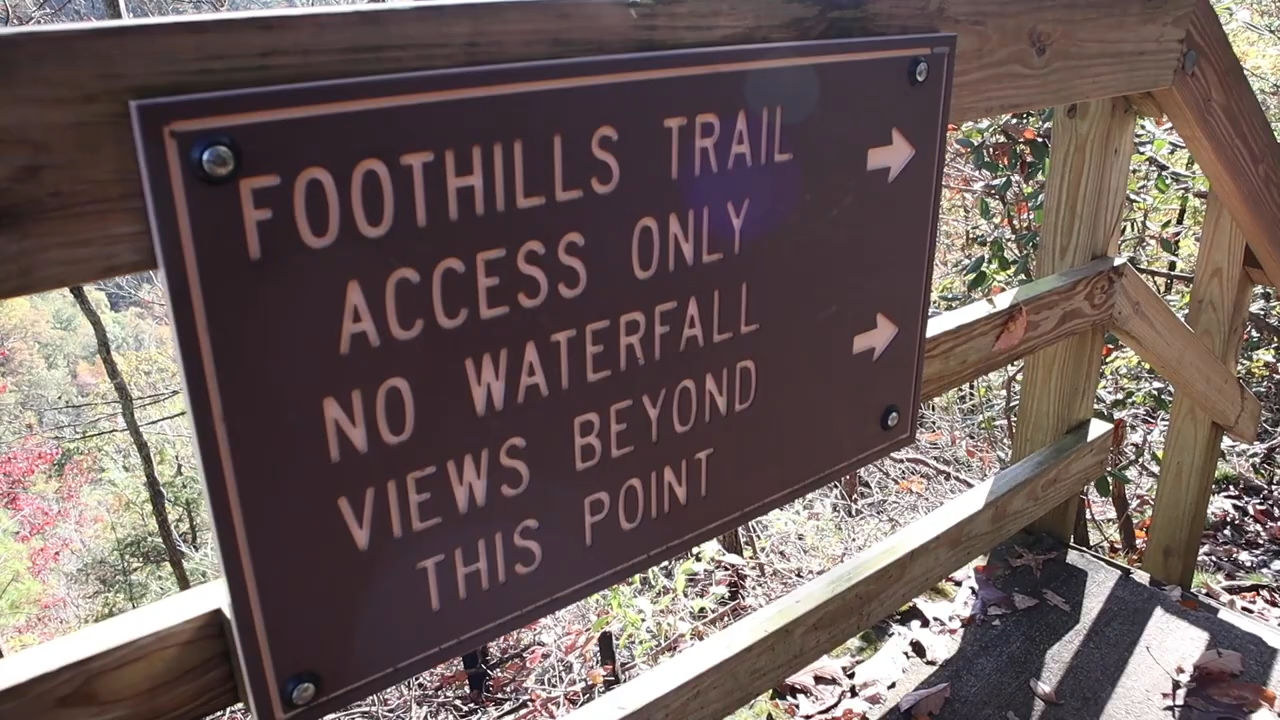 FOOTHILLS TRAIL
ACCESS ONLY
NO WATERFALL
VIEWS BEYOND
THIS POINT